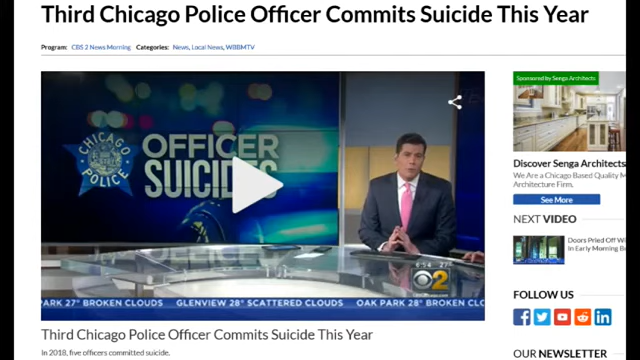 Third Chicago Police Officer Commits Suicide This Year
Program: CBS 2 News Morning Categories: News, Local News, WBBMTV
CHICAGO
POLICE
OFFICER
SUICIDES
2
PARK 27° BROKEN CLOUDS GLENVIEW 28° SCATTERED CLOUDS OAK PARK 28° BROKEN CLOUDS
Third Chicago Police Officer Commits Suicide This Year
In 2018, five officers committed suicide.
Sponsored by Senga Architects
Discover Senga Architects
We Are a Chicago Based Quality M
Architecture Firm.
See More
NEXT VIDEO
Doors Pried Off Wi
In Early Morning B
FOLLOW US
OUR NEWSLETTER